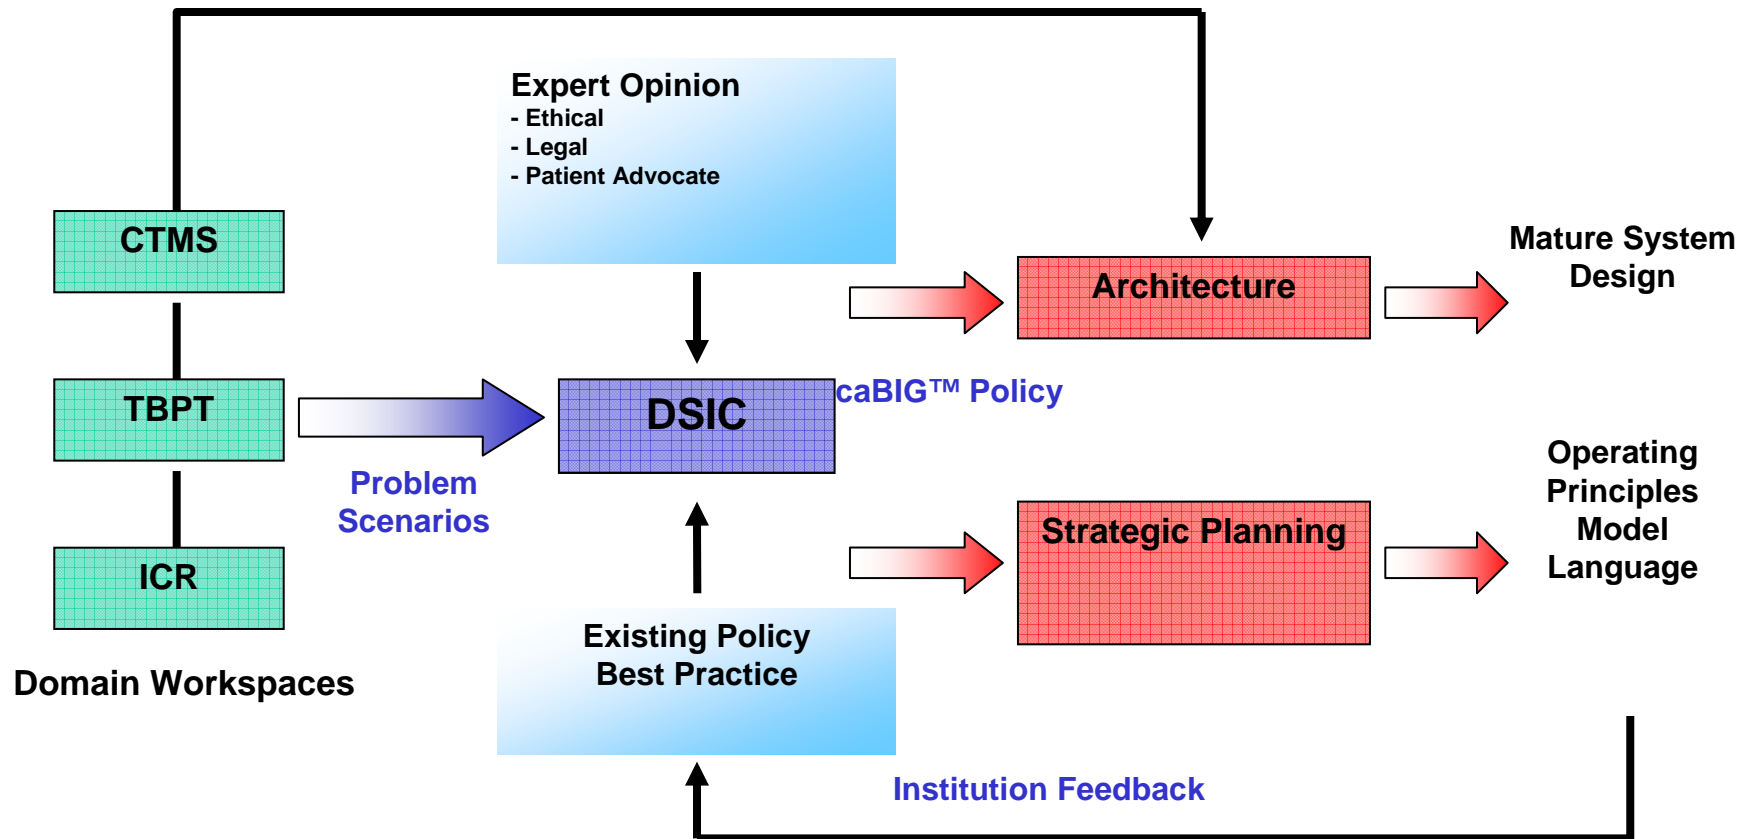 Expert Opinion
- Ethical
- Legal
- Patient Advocate
CTMS
TBPT
ICR
Domain Workspaces
Problem
Scenarios
DSIC
caBIG™ Policy
Existing Policy
Best Practice
Architecture
Strategic Planning
Mature System
Design
Operating
Principles
Model
Language
Institution Feedback